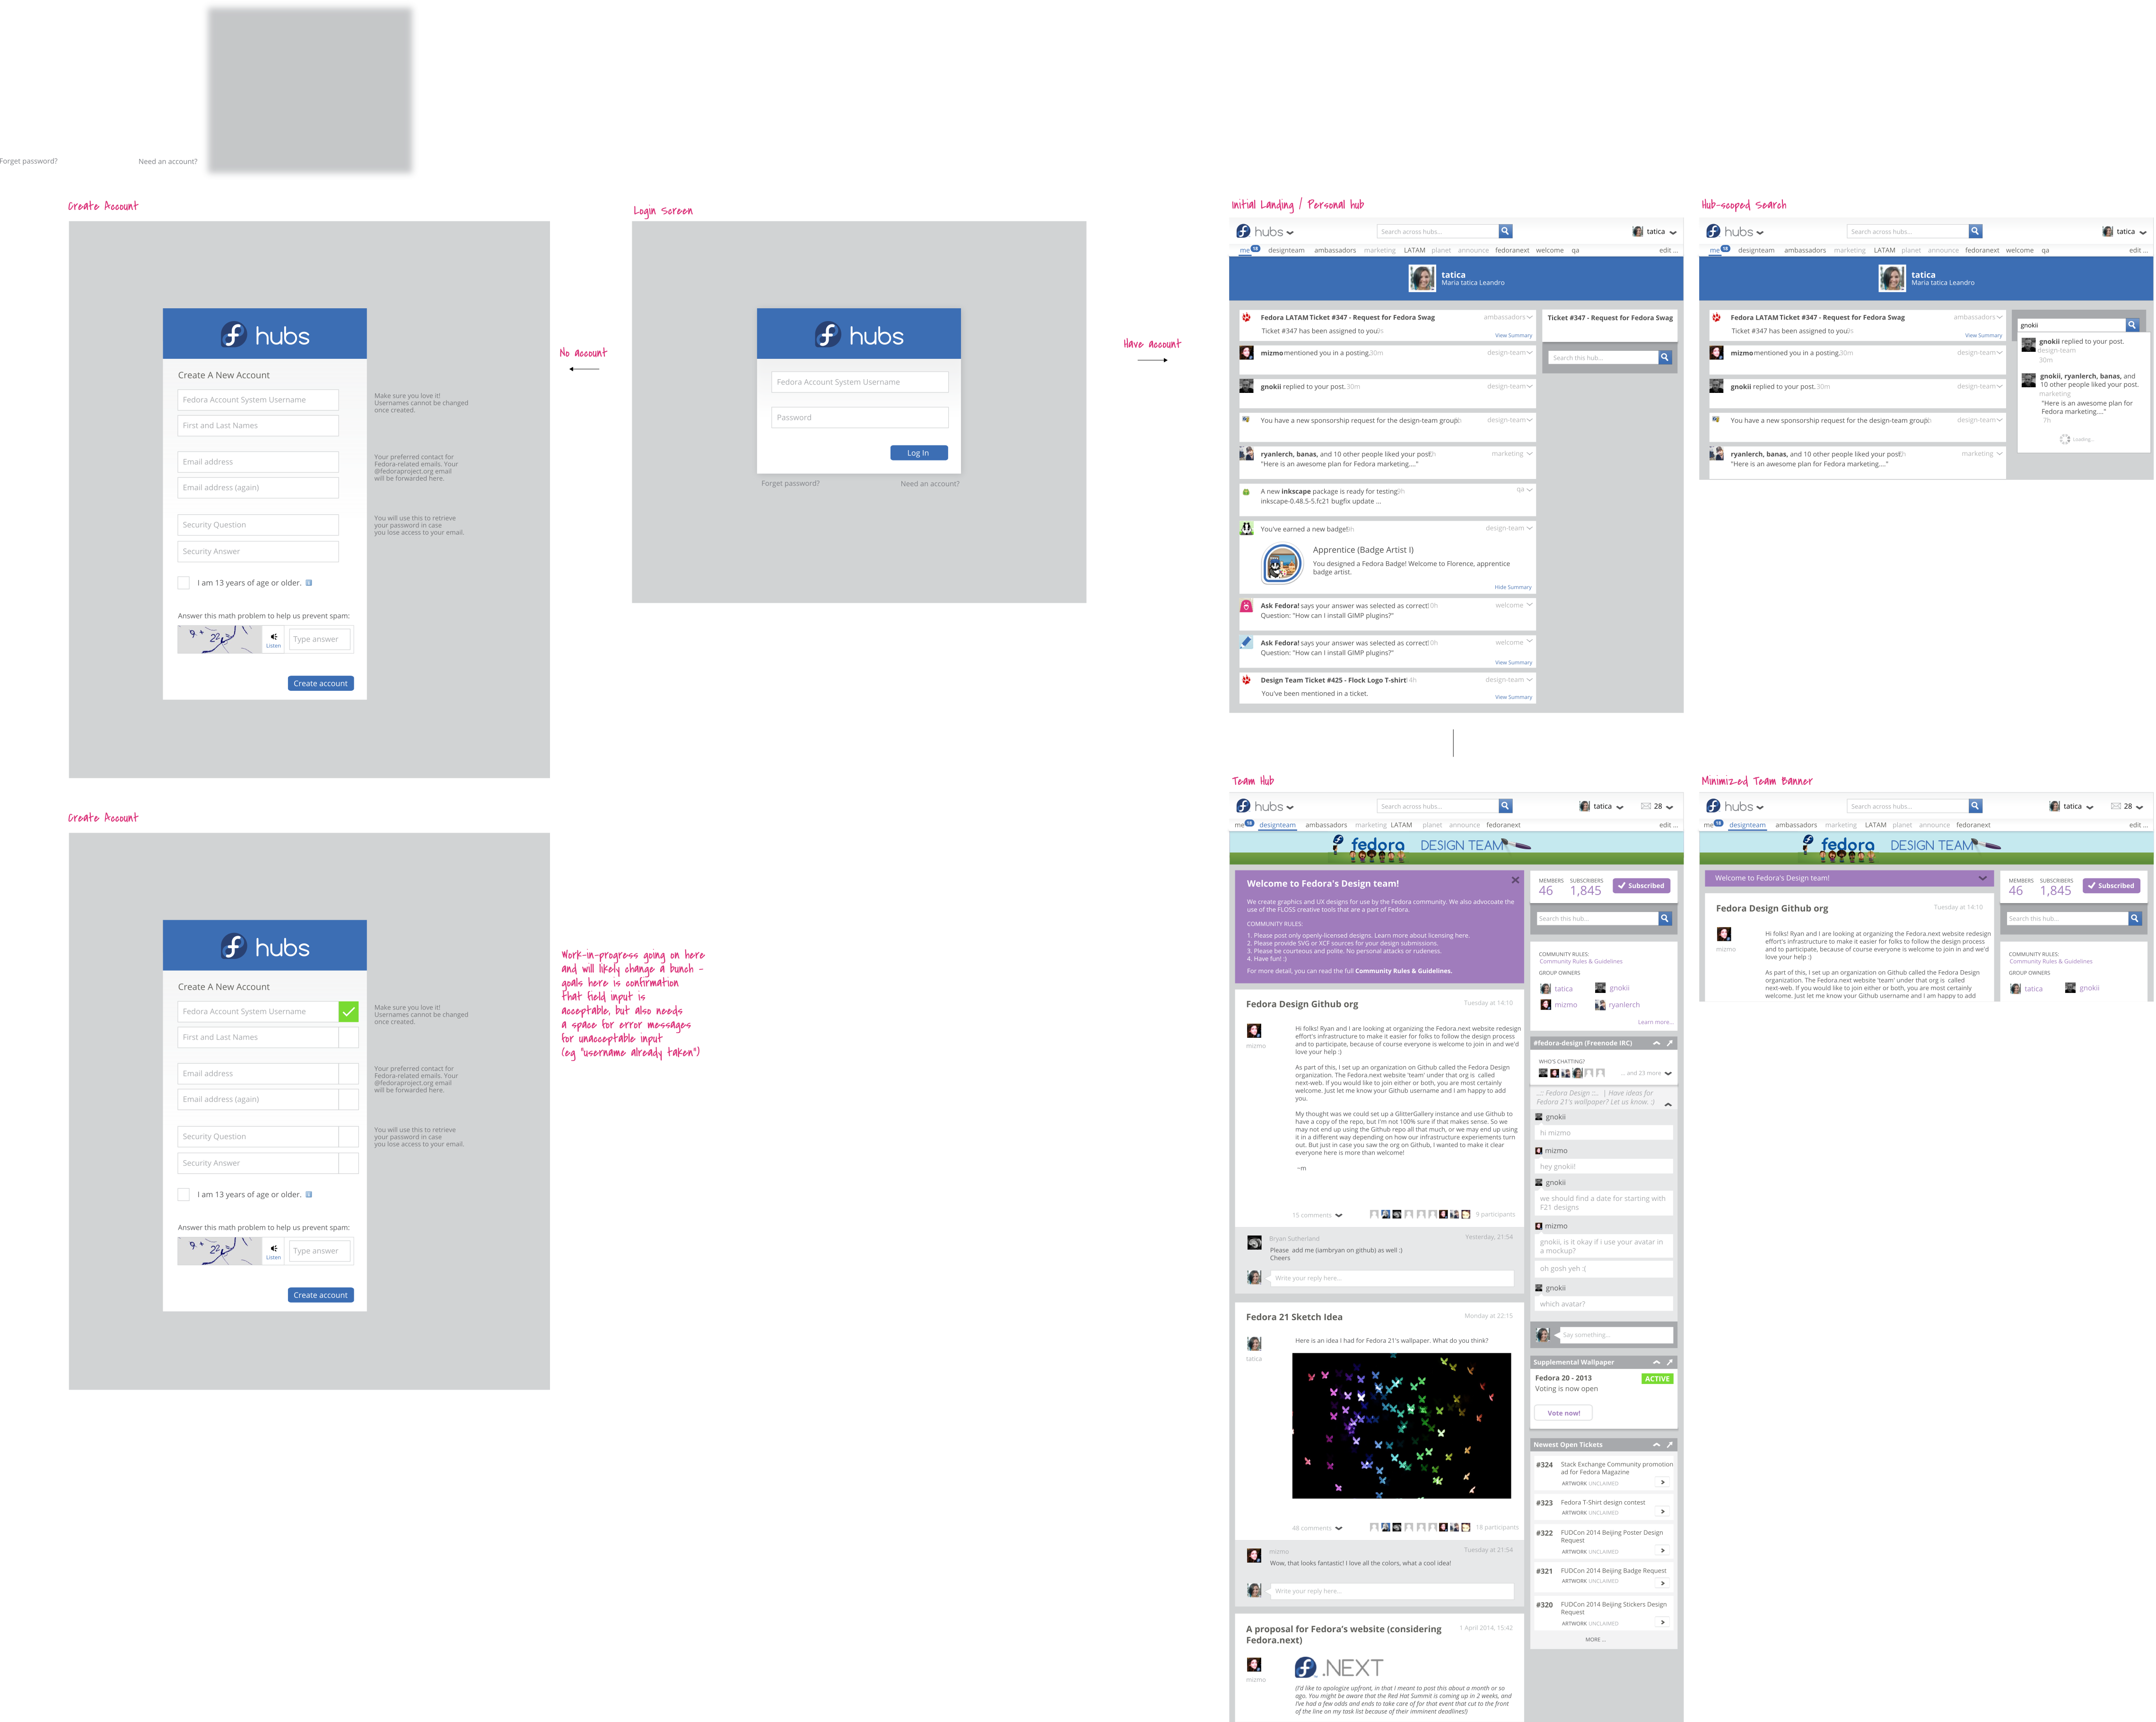 Forget password?
Need an account?
Create Account
hubs
Create A New Account
Fedora Account System Username
First and Last Names
Email address
Email address (again)
Security Question
Security Answer
I am 13 years of age or older.
Answer this math problem to help us prevent spam:
Listen
Type answer
Create account
Make sure you love it!
Usernames cannot be changed
once created.
Your preferred contact for
Fedora-related emails. Your
@fedoraproject.org email
will be forwarded here.
You will use this to retrieve
your password in case
you lose access to your email.
No account
Login Screen
hubs
Fedora Account System Username
Password
Log In
Forget password?
Need an account?
Have account
Initial Landing / Personal hub
hubs
Search across hubs...
tatica
me 18 designteam ambassadors marketing LATAM planet announce fedoranext welcome qa edit ...
tatica
Maria tatica Leandro
Fedora LATAM Ticket #347 - Request for Fedora Swag
ambassadors
Ticket #347 has been assigned to you.
View Summary
mizmo mentioned you in a posting. 30m
design-team
gnokii replied to your post. 30m
design-team
You have a new sponsorship request for the design-team group.
design-team
ryanlerch, banas, and 10 other people liked your post.
marketing
"Here is an awesome plan for Fedora marketing...."
A new inkscape package is ready for testing
qa
inkscape-0.48.5-5.fc21 bugfix update ...
You've earned a new badge!
design-team
Apprentice (Badge Artist I)
You designed a Fedora Badge! Welcome to Florence, apprentice
badge artist.
Hide Summary
Ask Fedora! says your answer was selected as correct!
welcome
Question: "How can I install GIMP plugins?"
Ask Fedora! says your answer was selected as correct!
welcome
Question: "How can I install GIMP plugins?"
View Summary
Design Team Ticket #425 - Flock Logo T-shirt
design-team
You've been mentioned in a ticket.
View Summary
Ticket #347 - Request for Fedora Swag
Search this hub...
Hub-scoped Search
hubs
Search across hubs...
tatica
me 18 designteam ambassadors marketing LATAM planet announce fedoranext welcome qa edit ...
tatica
Maria tatica Leandro
Fedora LATAM Ticket #347 - Request for Fedora Swag
ambassadors
Ticket #347 has been assigned to you.
View Summary
mizmo mentioned you in a posting. 30m
design-team
gnokii replied to your post. 30m
design-team
You have a new sponsorship request for the design-team group.
design-team
ryanlerch, banas, and 10 other people liked your post.
marketing
"Here is an awesome plan for Fedora marketing...."
gnokii
gnokii replied to your post.
design-team
30m
gnokii, ryanlerch, banas, and
10 other people liked your post.
marketing
"Here is an awesome plan for
Fedora marketing...."
Loading...
Create Account
hubs
Create A New Account
Fedora Account System Username
First and Last Names
Email address
Email address (again)
Security Question
Security Answer
I am 13 years of age or older.
Answer this math problem to help us prevent spam:
Listen
Type answer
Create account
Make sure you love it!
Usernames cannot be changed
once created.
Your preferred contact for
Fedora-related emails. Your
@fedoraproject.org email
will be forwarded here.
You will use this to retrieve
your password in case
you lose access to your email.
Work-in-progress going on here
and will likely change a bunch -
goals here is confirmation
that field input is
acceptable, but also needs
a space for error messages
for unacceptable input
(eg "username already taken")
Team Hub
hubs
Search across hubs...
tatica
28
me 18 designteam ambassadors marketing LATAM planet announce fedoranext edit ...
fedora DESIGN TEAM
Welcome to Fedora's Design team!
We create graphics and UX designs for use by the Fedora community. We also advocoate the
use of the FLOSS creative tools that are a part of Fedora.
COMMUNITY RULES:
1. Please post only openly-licensed designs. Learn more about licensing here.
2. Please provide SVG or XCF sources for your design submissions.
3. Please be courteous and polite. No personal attacks or rudeness.
4. Have fun! :)
For more detail, you can read the full Community Rules & Guidelines.
Fedora Design Github org
Tuesday at 14:10
mizmo
Hi folks! Ryan and I are looking at organizing the Fedora.next website redesign
effort's infrastructure to make it easier for folks to follow the design process
and to participate, because of course everyone is welcome to join in and we'd
love your help :)
As part of this, I set up an organization on Github called the Fedora Design
organization. The Fedora.next website 'team' under that org is called
next-web. If you would like to join either or both, you are most certainly
welcome. Just let me know your Github username and I am happy to add
you.
My thought was we could set up a GlitterGallery instance and use Github to
have a copy of the repo, but I'm not 100% sure if that makes sense. So we
may not end up using the Github repo all that much, or we may end up using
it in a different way depending on how our infrastructure experiements turn
out. But just in case you saw the org on Github, I wanted to make it clear
everyone here is more than welcome!
~m
15 comments
9 participants
Bryan Sutherland
Yesterday, 21:54
Please add me (iambryan on github) as well :)
Cheers
Write your reply here...
Fedora 21 Sketch Idea
Monday at 22:15
tatica
Here is an idea I had for Fedora 21's wallpaper. What do you think?
48 comments
18 participants
mizmo
Tuesday at 21:54
Wow, that looks fantastic! I love all the colors, what a cool idea!
Write your reply here...
A proposal for Fedora's website (considering
Fedora.next)
1 April 2014, 15:42
mizmo
.NEXT
(I'd like to apologize upfront, in that I meant to post this about a month or so
ago. You might be aware that the Red Hat Summit is coming up in 2 weeks, and
I've had a few odds and ends to take care of for that event that cut to the front
of the line on my task list because of their imminent deadlines!)
MEMBERS
46
SUBSCRIBERS
1,845
Subscribed
Search this hub...
COMMUNITY RULES:
Community Rules & Guidelines
GROUP OWNERS
tatica
gnokii
mizmo
ryanlerch
Learn more...
#fedora-design (Freenode IRC)
WHO'S CHATTING?
... and 23 more
..:: Fedora Design ::.. | Have ideas for
Fedora 21's wallpaper? Let us know. :)
gnokii
hi mizmo
mizmo
hey gnokii!
gnokii
we should find a date for starting with
F21 designs
mizmo
gnokii, is it okay if i use your avatar in
a mockup?
oh gosh yeh :(
gnokii
which avatar?
Say something...
Supplemental Wallpaper
Fedora 20 - 2013
ACTIVE
Voting is now open
Vote now!
Newest Open Tickets
#324 Stack Exchange Community promotion
ad for Fedora Magazine
ARTWORK UNCLAIMED
#323 Fedora T-Shirt design contest
ARTWORK UNCLAIMED
#322 FUDCon 2014 Beijing Poster Design
Request
ARTWORK UNCLAIMED
#321 FUDCon 2014 Beijing Badge Request
ARTWORK UNCLAIMED
#320 FUDCon 2014 Beijing Stickers Design
Request
ARTWORK UNCLAIMED
MORE ...
Minimized Team Banner
hubs
Search across hubs...
tatica
28
me 18 designteam ambassadors marketing LATAM planet announce fedoranext edit ...
fedora DESIGN TEAM
Welcome to Fedora's Design team!
Fedora Design Github org
Tuesday at 14:10
mizmo
Hi folks! Ryan and I are looking at organizing the Fedora.next website redesign
effort's infrastructure to make it easier for folks to follow the design process
and to participate, because of course everyone is welcome to join in and we'd
love your help :)
As part of this, I set up an organization on Github called the Fedora Design
organization. The Fedora.next website 'team' under that org is called
next-web. If you would like to join either or both, you are most certainly
welcome. Just let me know your Github username and I am happy to add
MEMBERS
46
SUBSCRIBERS
1,845
Subscribed
Search this hub...
COMMUNITY RULES:
Community Rules & Guidelines
GROUP OWNERS
tatica
gnokii